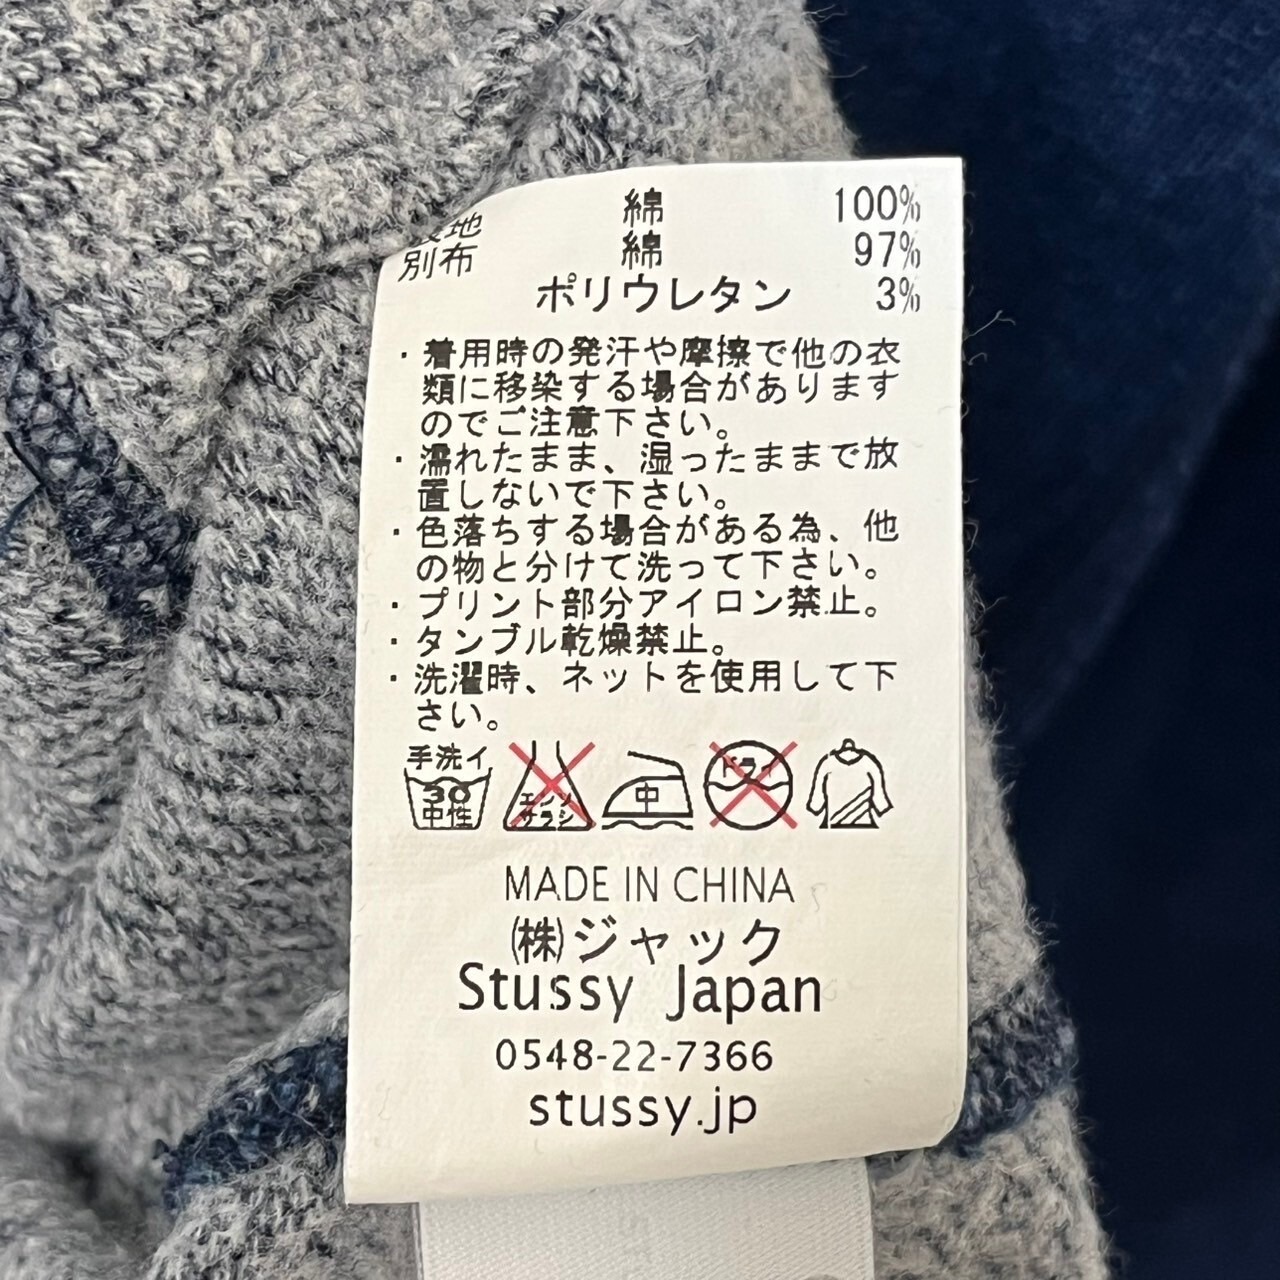 表地 綿 100%
別布 綿 97%
ポリウレタン 3%
・着用時の発汗や摩擦で他の衣
類に移染する場合があります
のでご注意下さい。
・濡れたまま、湿ったままで放
置しないで下さい。
・色落ちする場合がある為、他
の物と分けて洗って下さい。
・プリント部分アイロン禁止。
・タンブル乾燥禁止。
・洗濯時、ネットを使用して下
さい。
手洗イ
30
中性
エンソ
サラシ
中
ドライ
MADE IN CHINA
㈱ジャック
Stussy Japan
0548-22-7366
stussy.jp